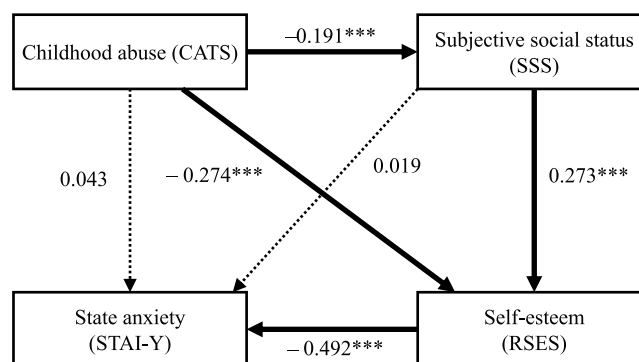 Childhood abuse (CATS)
−0.191***
Subjective social status
(SSS)
0.043
−0.274***
0.019
0.273***
State anxiety
(STAI-Y)
−0.492***
Self-esteem
(RSES)